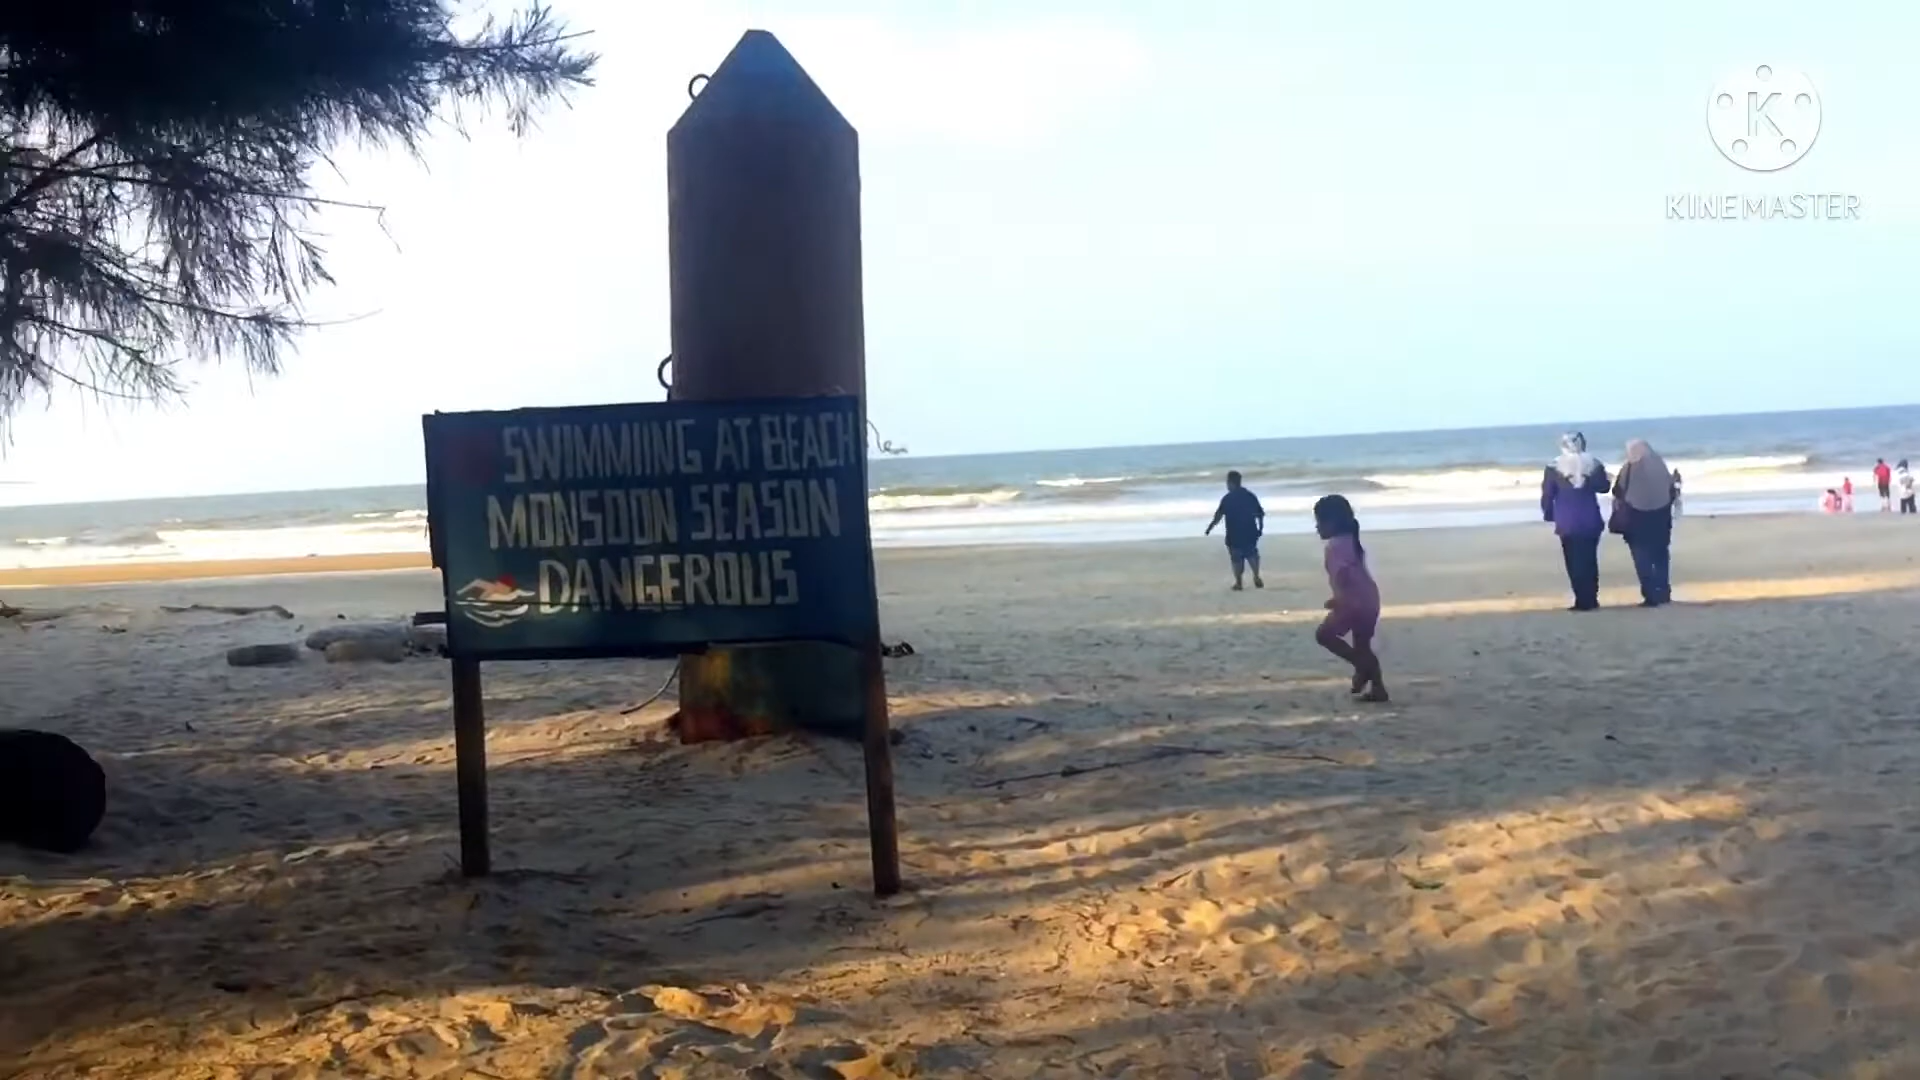 SWIMMIING AT BEACH
MONSOON SEASON
DANGEROUS
K
KINEMASTER